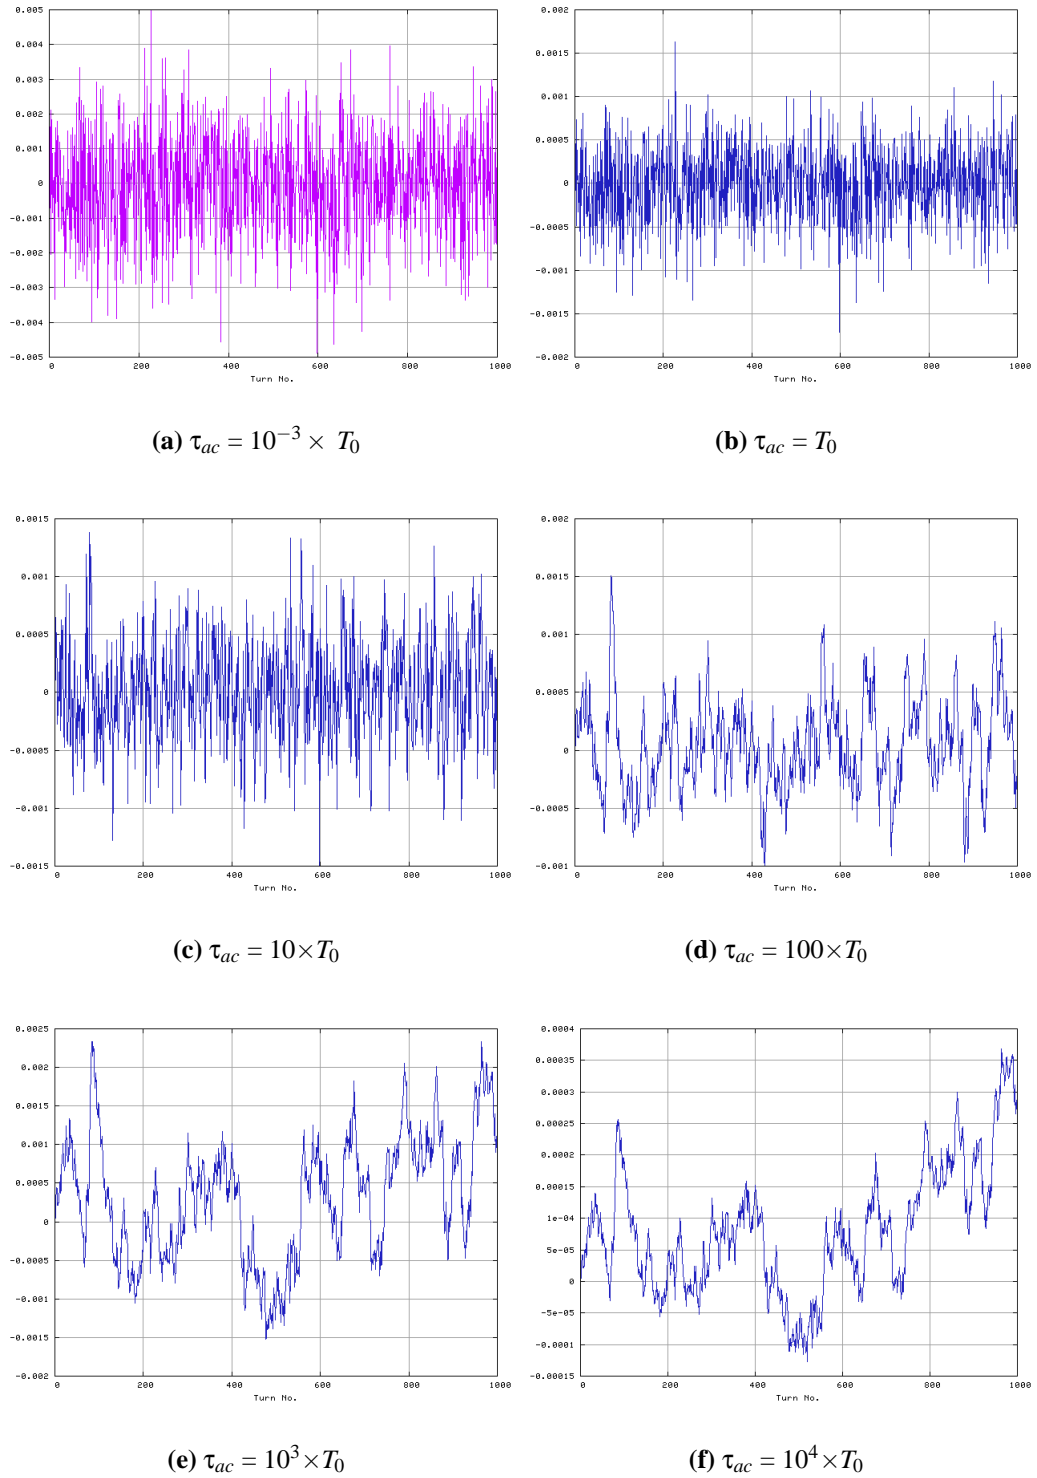 0.005
0.004
0.003
0.002
0.001
0
-0.001
-0.002
-0.003
-0.004
-0.005
0 200 400 600 800 1000
Turn No.
(a) τac = 10−3 × T0
0.002
0.0015
0.001
0.0005
0
-0.0005
-0.001
-0.0015
-0.002
0 200 400 600 800 1000
Turn No.
(b) τac = T0
0.0015
0.001
0.0005
0
-0.0005
-0.001
-0.0015
0 200 400 600 800 1000
Turn No.
(c) τac = 10×T0
0.002
0.0015
0.001
0.0005
0
-0.0005
-0.001
0 200 400 600 800 1000
Turn No.
(d) τac = 100×T0
0.0025
0.002
0.0015
0.001
0.0005
0
-0.0005
-0.001
-0.0015
-0.002
0 200 400 600 800 1000
Turn No.
(e) τac = 103×T0
0.0004
0.00035
0.0003
0.00025
0.0002
0.00015
1e-04
5e-05
0
-5e-05
-0.0001
-0.00015
0 200 400 600 800 1000
Turn No.
(f) τac = 104×T0